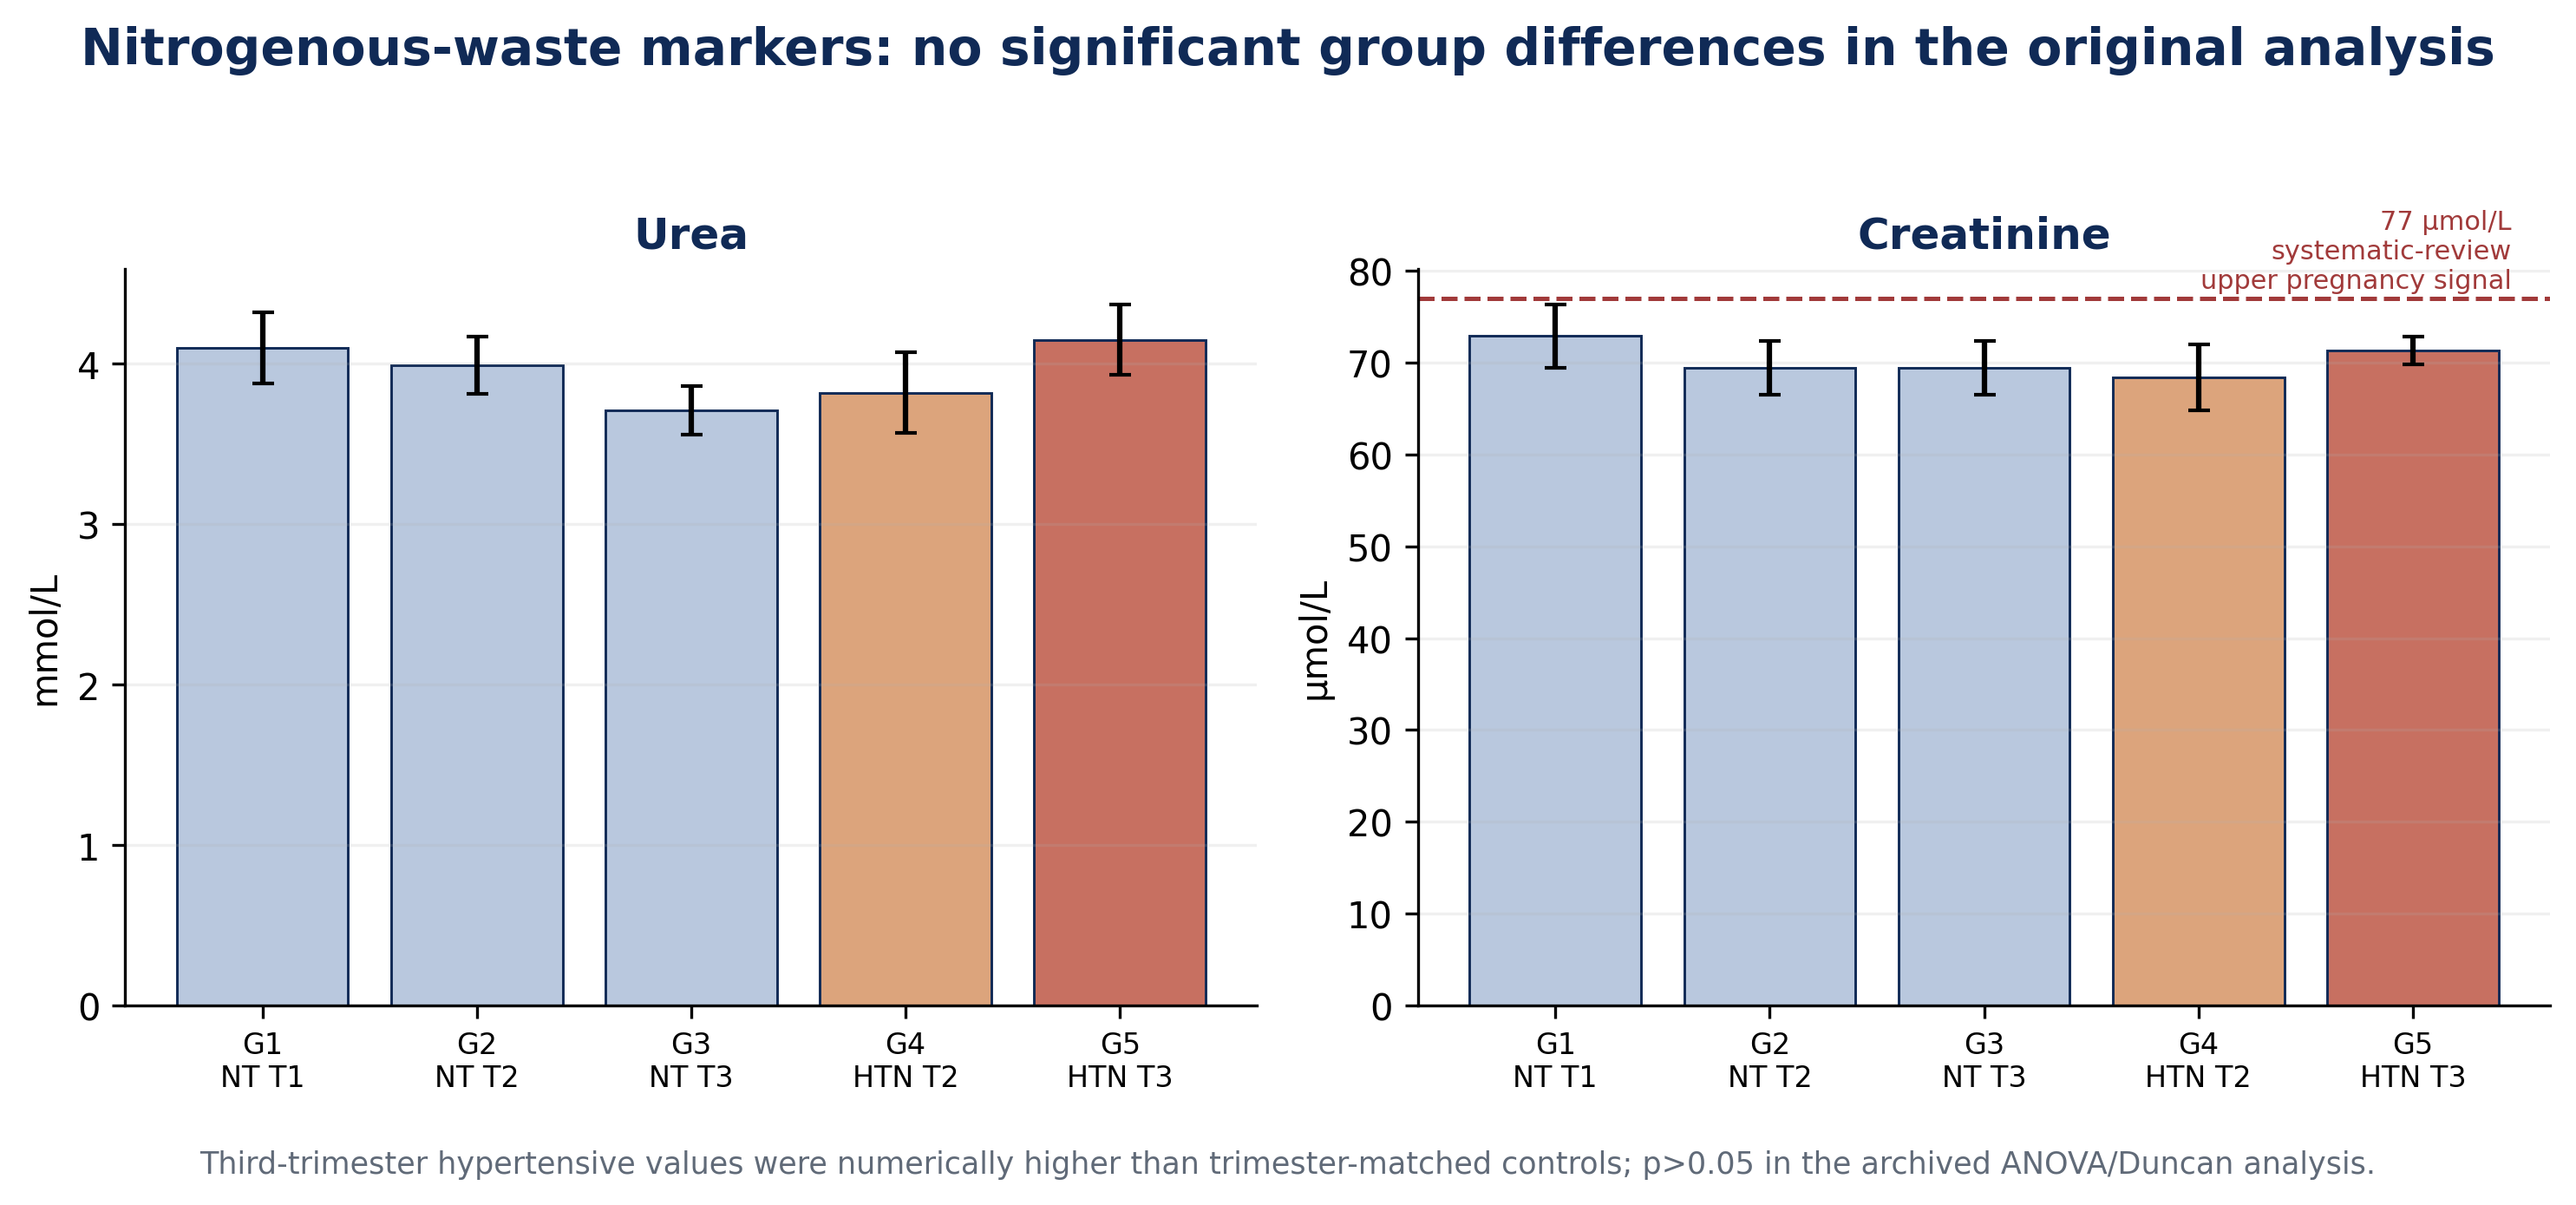 Nitrogenous-waste markers: no significant group differences in the original analysis
Urea
mmol/L
4
3
2
1
0
G1
NT T1
G2
NT T2
G3
NT T3
G4
HTN T2
G5
HTN T3
Creatinine
77 µmol/L
systematic-review
upper pregnancy signal
µmol/L
80
70
60
50
40
30
20
10
0
G1
NT T1
G2
NT T2
G3
NT T3
G4
HTN T2
G5
HTN T3
Third-trimester hypertensive values were numerically higher than trimester-matched controls; p>0.05 in the archived ANOVA/Duncan analysis.